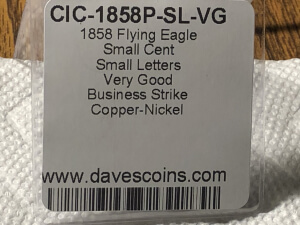 CIC-1858P-SL-VG
1858 Flying Eagle
Small Cent
Small Letters
Very Good
Business Strike
Copper-Nickel
www.davescoins.com